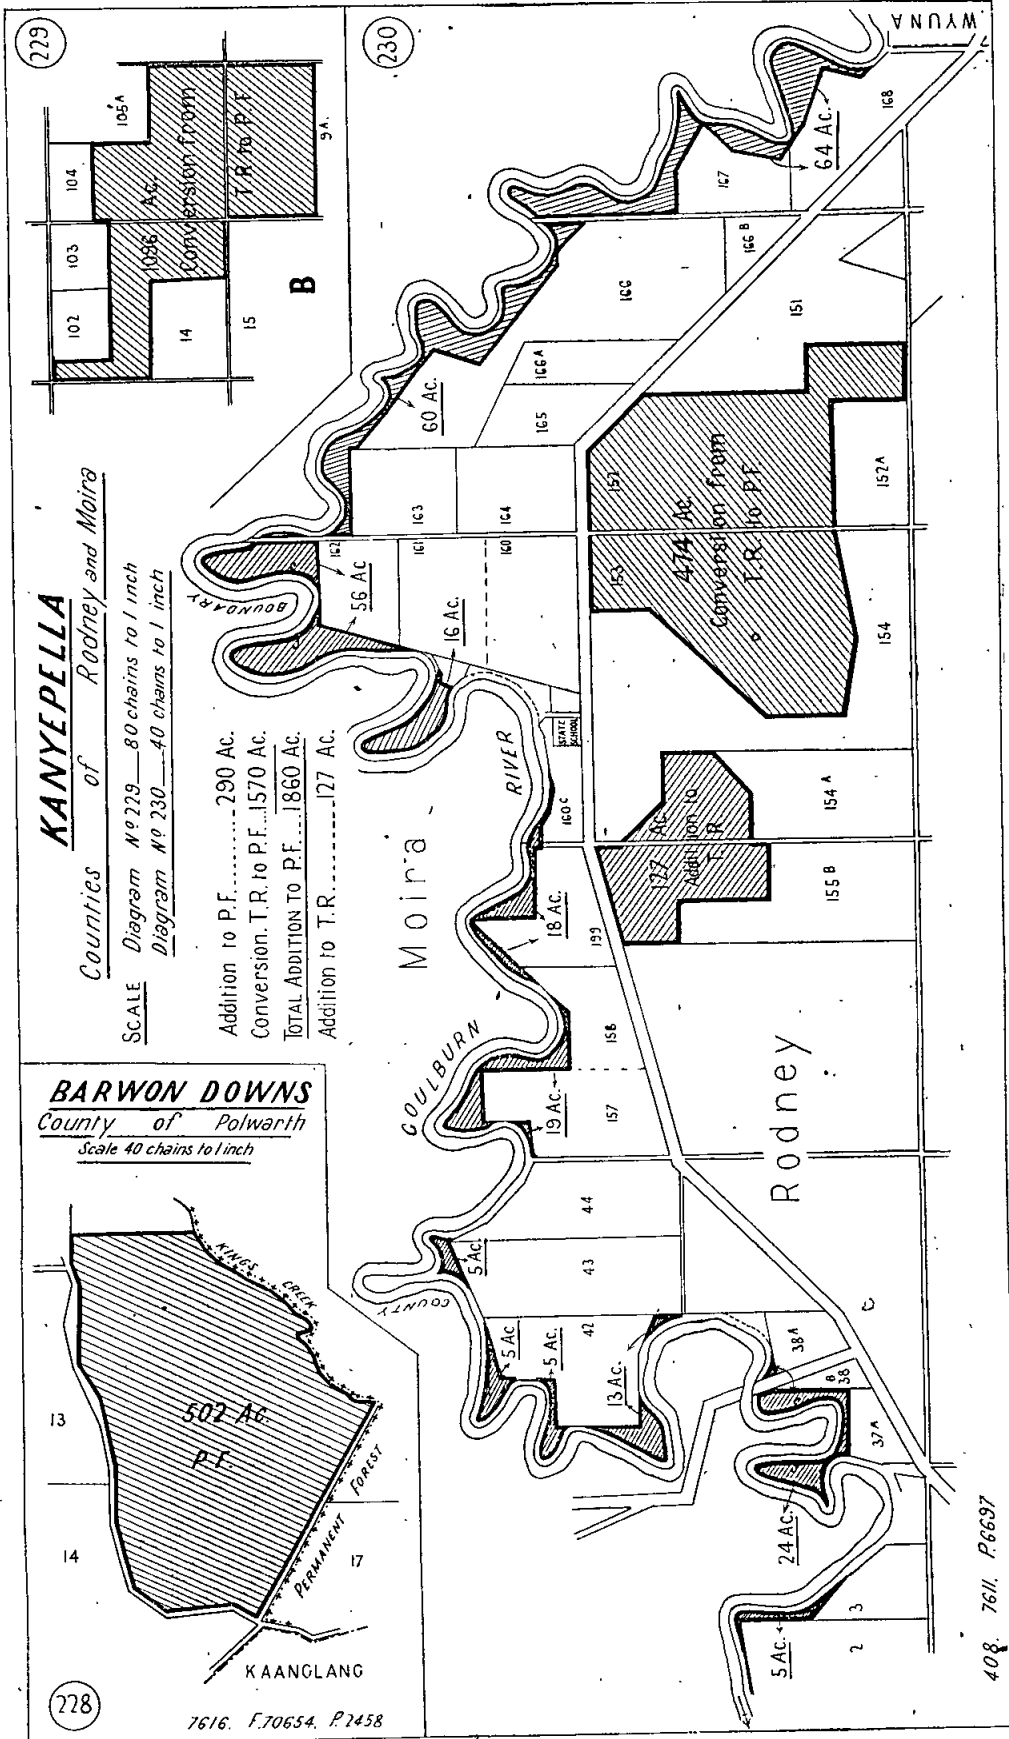 229
105A
104
103
102
1096 Ac.
Conversion from
T.R. to P.F.
9A.
14
15
B
KANYEPELLA
Counties of Rodney and Moira
SCALE Diagram Nº 229 80 chains to 1 inch
Diagram Nº 230 40 chains to 1 inch
Addition to P.F. 290 Ac.
Conversion. T.R. to P.F. 1570 Ac.
TOTAL ADDITION TO P.F. 1860 Ac.
Addition to T.R. 127 Ac.
BARWON DOWNS
County of Polwarth
Scale 40 chains to 1 inch
KINGS CREEK
13
502 Ac.
P.F.
14
PERMANENT FOREST
17
KAANGLANG
228
7616. F.70654. P.2458
230
WYUNA
168
64 Ac.
167
166B
166
151
166A
165
60 Ac.
163
164
162
161
160
BOUNDARY
56 Ac
16 Ac.
152
153
474 Ac.
Conversion from
T.R. to P.F.
152A
154
STATE SCHOOL
RIVER
160C
Moira
127 Ac
Addition to
T.R
154A
155B
18 Ac.
199
GOULBURN
158
157
19 Ac.
Rodney
44
43
42
COUNTY
5 Ac.
5 Ac
5 Ac.
13 Ac.
38A
B
38
37A
24 AC.
5 Ac.
3
2
408. 7611. P.6697